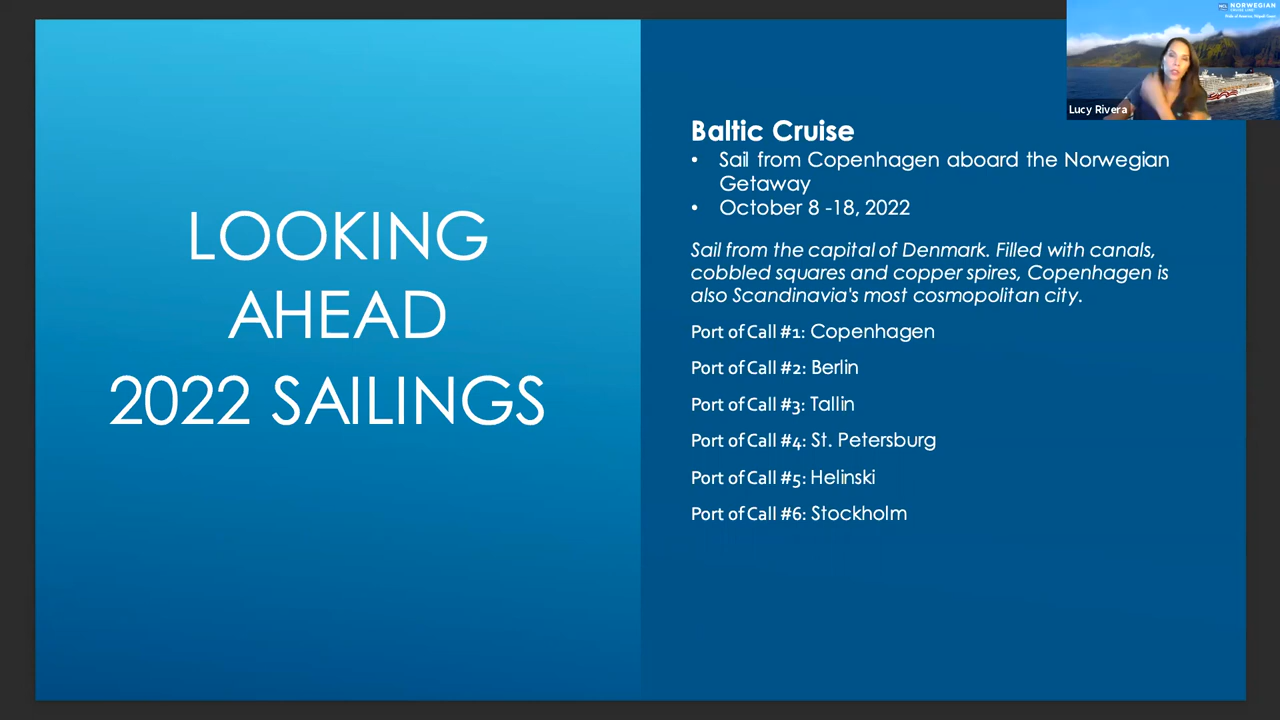 LOOKING
AHEAD
2022 SAILINGS
Baltic Cruise
• Sail from Copenhagen aboard the Norwegian
Getaway
• October 8 -18, 2022
Sail from the capital of Denmark. Filled with canals,
cobbled squares and copper spires, Copenhagen is
also Scandinavia's most cosmopolitan city.
Port of Call #1: Copenhagen
Port of Call #2: Berlin
Port of Call #3: Tallin
Port of Call #4: St. Petersburg
Port of Call #5: Helinski
Port of Call #6: Stockholm
NCL NORWEGIAN
CRUISE LINE
Lucy Rivera